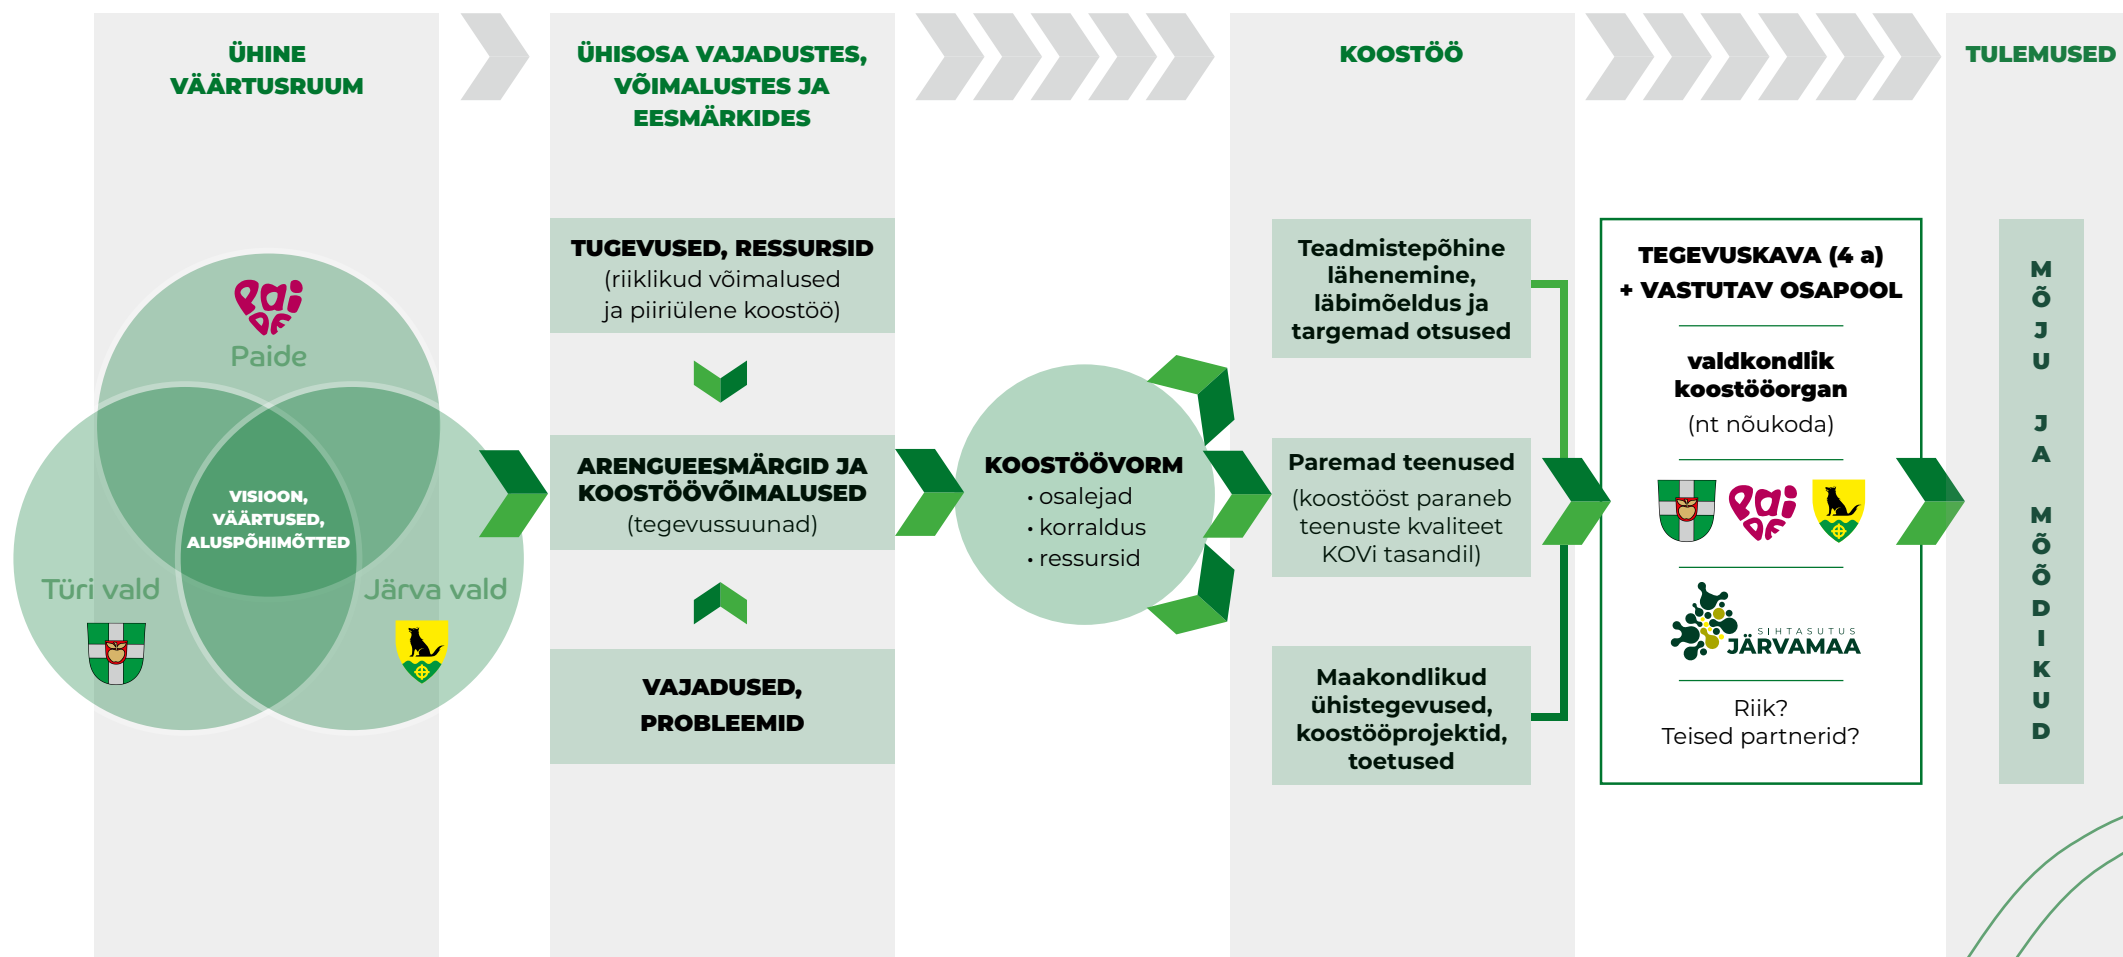 ÜHINE
VÄÄRTUSRUUM
Paide
Paide
VISIOON,
VÄÄRTUSED,
ALUSPÕHIMÕTTED
Türi vald
Järva vald
ÜHISOSA VAJADUSTES,
VÕIMALUSTES JA
EESMÄRKIDES
TUGEVUSED, RESSURSID
(riiklikud võimalused
ja piiriülene koostöö)
ARENGUEESMÄRGID JA
KOOSTÖÖVÕIMALUSED
(tegevussuunad)
VAJADUSED,
PROBLEEMID
KOOSTÖÖVORM
• osalejad
• korraldus
• ressursid
KOOSTÖÖ
Teadmistepõhine
lähenemine,
läbimõeldus ja
targemad otsused
Paremad teenused
(koostööst paraneb
teenuste kvaliteet
KOVi tasandil)
Maakondlikud
ühistegevused,
koostööprojektid,
toetused
TEGEVUSKAVA (4 a)
+ VASTUTAV OSAPOOL
valdkondlik
koostööorgan
(nt nõukoda)
Paide
SIHTASUTUS
JÄRVAMAA
Riik?
Teised partnerid?
TULEMUSED
MÕJU JA MÕÕDIKUD